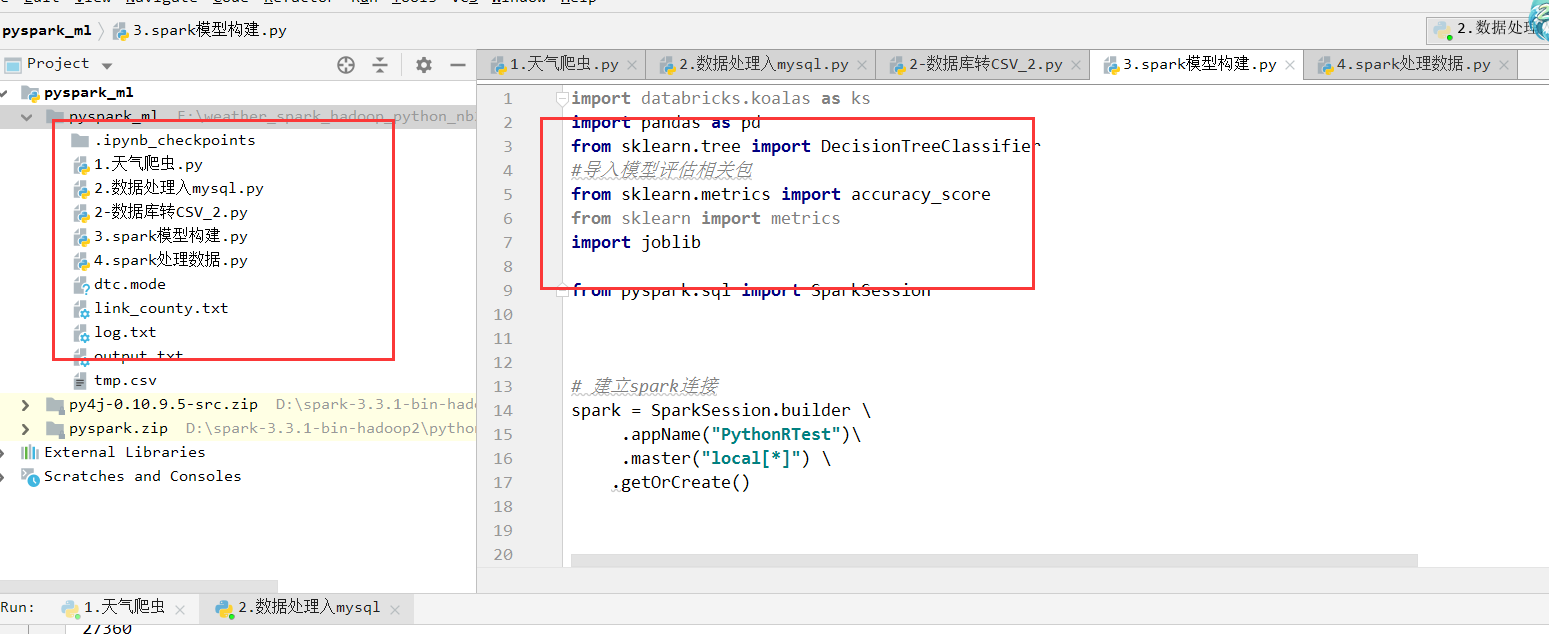 pyspark_ml 3.spark模型构建.py
2.数据处理
Project
1.天气爬虫.py 2.数据处理入mysql.py 2-数据库转CSV_2.py 3.spark模型构建.py 4.spark处理数据.py
pyspark_ml
pyspark_ml E:\weather_spark_hadoop_python_nb
.ipynb_checkpoints
1.天气爬虫.py
2.数据处理入mysql.py
2-数据库转CSV_2.py
3.spark模型构建.py
4.spark处理数据.py
dtc.mode
link_county.txt
log.txt
output.txt
tmp.csv
py4j-0.10.9.5-src.zip D:\spark-3.3.1-bin-had
pyspark.zip D:\spark-3.3.1-bin-hadoop2\pytho
External Libraries
Scratches and Consoles
1 import databricks.koalas as ks
2 import pandas as pd
3 from sklearn.tree import DecisionTreeClassifier
4 #导入模型评估相关包
5 from sklearn.metrics import accuracy_score
6 from sklearn import metrics
7 import joblib
8
9 from pyspark.sql import SparkSession
10
11
12
13 # 建立spark连接
14 spark = SparkSession.builder \
15 .appName("PythonRTest")\
16 .master("local[*]") \
17 .getOrCreate()
18
19
20
Run: 1.天气爬虫 2.数据处理入mysql
27360